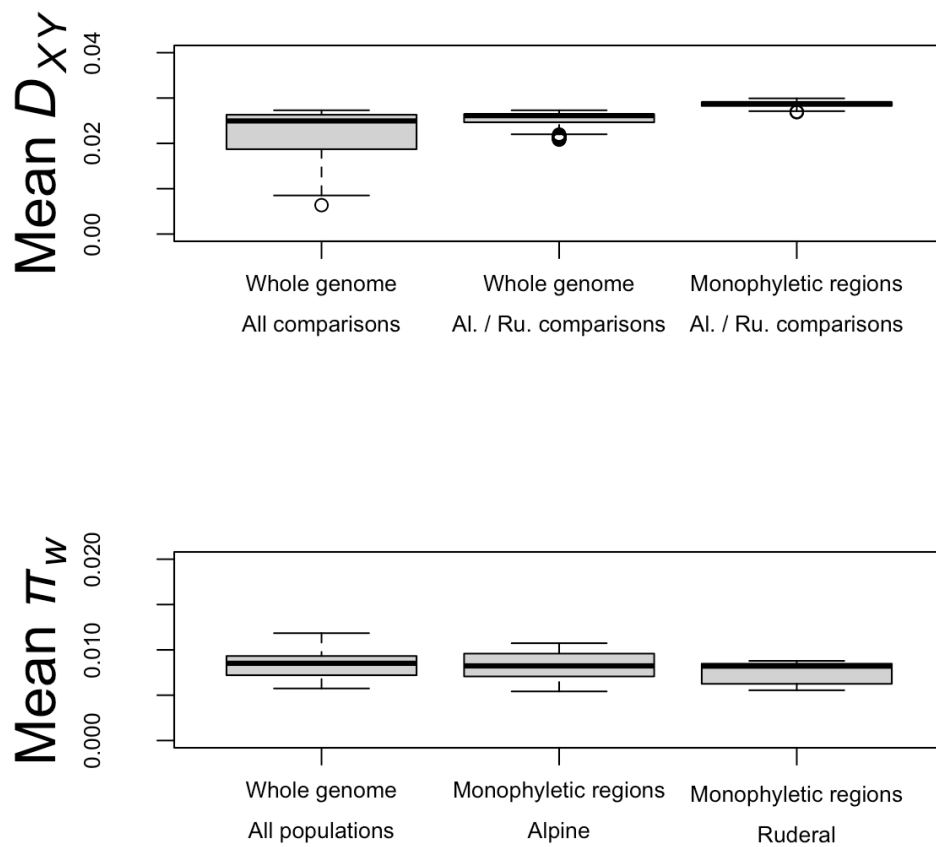 Mean D_XY
0.04
0.02
0.00
Whole genome Whole genome Monophyletic regions
All comparisons Al. / Ru. comparisons Al. / Ru. comparisons
Mean π_w
0.020
0.010
0.000
Whole genome Monophyletic regions Monophyletic regions
All populations Alpine Ruderal